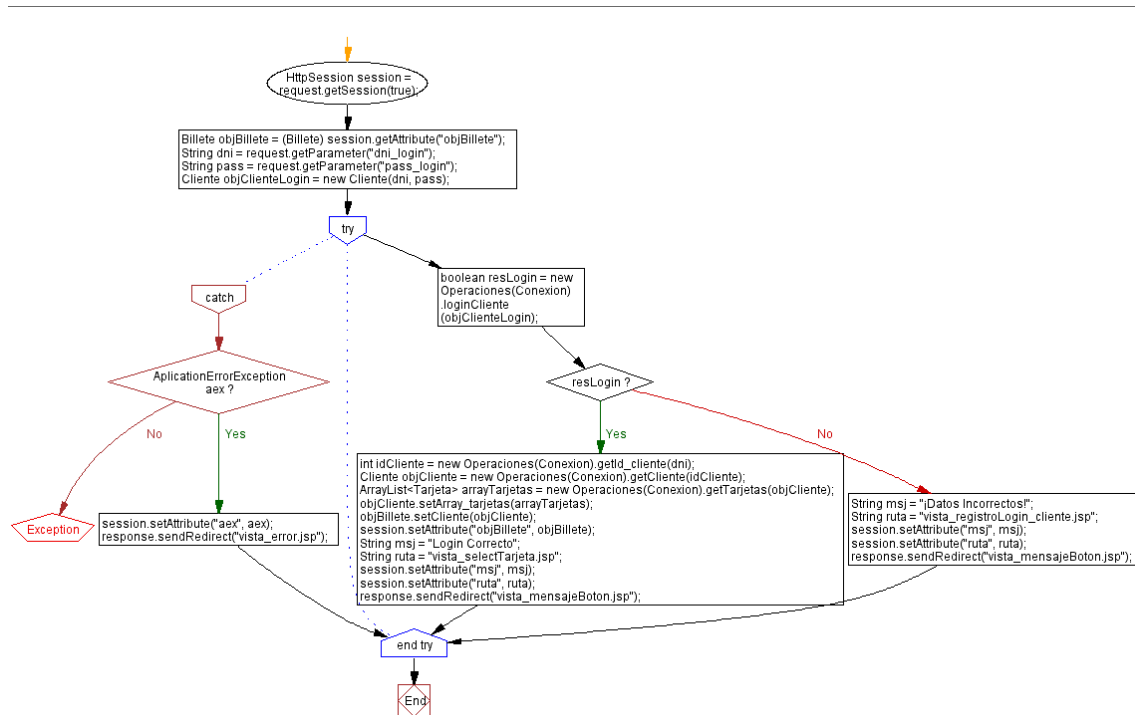 HttpSession session =
request.getSession(true);
Billete objBillete = (Billete) session.getAttribute("objBillete");
String dni = request.getParameter("dni_login");
String pass = request.getParameter("pass_login");
Cliente objClienteLogin = new Cliente(dni, pass);
try
boolean resLogin = new
Operaciones(Conexion)
.loginCliente
(objClienteLogin);
catch
AplicationErrorException
aex ?
resLogin ?
No
Yes
Yes
No
int idCliente = new Operaciones(Conexion).getId_cliente(dni);
Cliente objCliente = new Operaciones(Conexion).getCliente(idCliente);
ArrayList<Tarjeta> arrayTarjetas = new Operaciones(Conexion).getTarjetas(objCliente);
objCliente.setArray_tarjetas(arrayTarjetas);
objBillete.setCliente(objCliente);
session.setAttribute("objBillete", objBillete);
String msj = "Login Correcto";
String ruta = "vista_selectTarjeta.jsp";
session.setAttribute("msj", msj);
session.setAttribute("ruta", ruta);
response.sendRedirect("vista_mensajeBoton.jsp");
String msj = "¡Datos Incorrectos!";
String ruta = "vista_registroLogin_cliente.jsp";
session.setAttribute("msj", msj);
session.setAttribute("ruta", ruta);
response.sendRedirect("vista_mensajeBoton.jsp");
Exception
session.setAttribute("aex", aex);
response.sendRedirect("vista_error.jsp");
end try
End